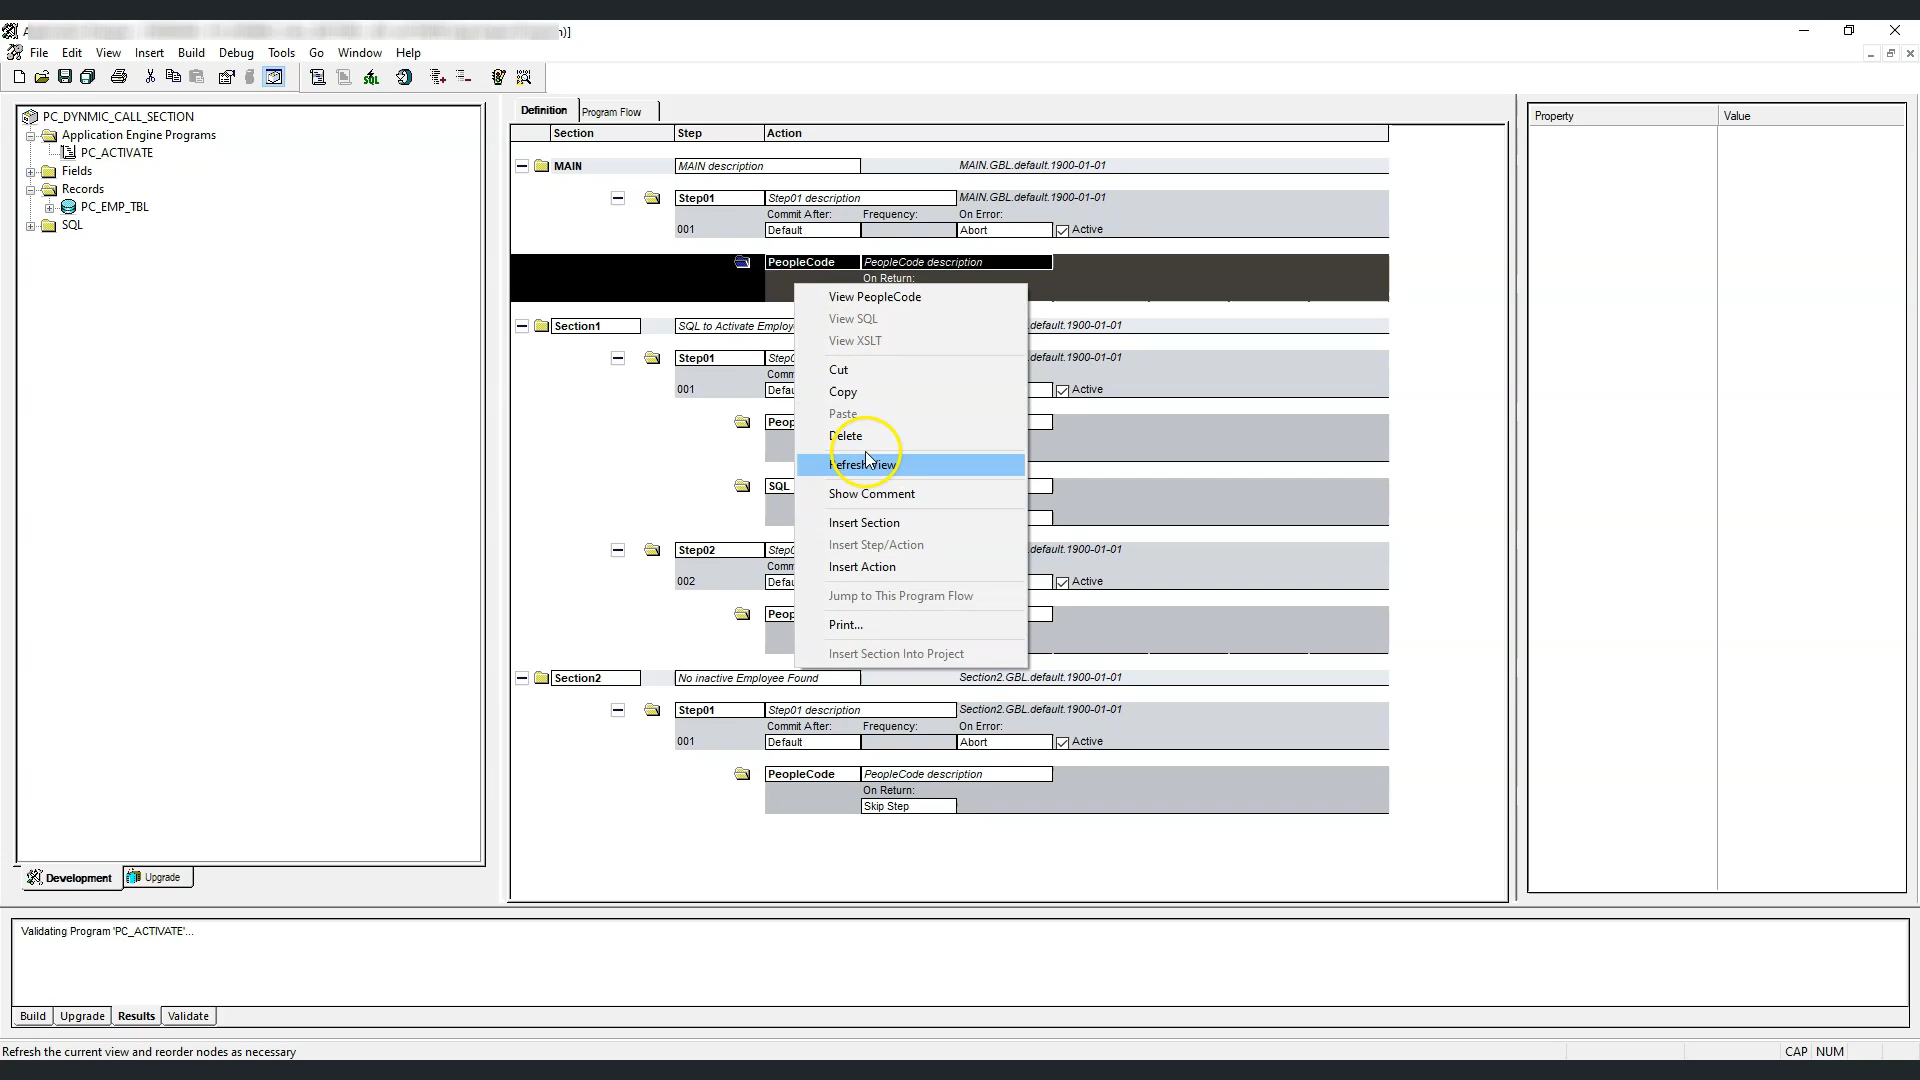 File Edit View Insert Build Debug Tools Go Window Help
PC_DYNMIC_CALL_SECTION
Application Engine Programs
PC_ACTIVATE
Fields
Records
PC_EMP_TBL
SQL
Development Upgrade
Definition Program Flow
Section Step Action
MAIN MAIN description MAIN.GBL.default.1900-01-01
Step01 Step01 description MAIN.GBL.default.1900-01-01
Commit After: Frequency: On Error:
001 Default Abort Active
PeopleCode PeopleCode description
On Return:
Section1 SQL to Activate Employ default.1900-01-01
Step01 default.1900-01-01
001 Active
SQL
Step02 default.1900-01-01
002 Active
Section2 No inactive Employee Found Section2.GBL.default.1900-01-01
Step01 Step01 description Section2.GBL.default.1900-01-01
Commit After: Frequency: On Error:
001 Default Abort Active
PeopleCode PeopleCode description
On Return:
Skip Step
View PeopleCode
View SQL
View XSLT
Cut
Copy
Paste
Delete
Refresh View
Show Comment
Insert Section
Insert Step/Action
Insert Action
Jump to This Program Flow
Print...
Insert Section Into Project
Property Value
Validating Program 'PC_ACTIVATE'...
Build Upgrade Results Validate
Refresh the current view and reorder nodes as necessary CAP NUM